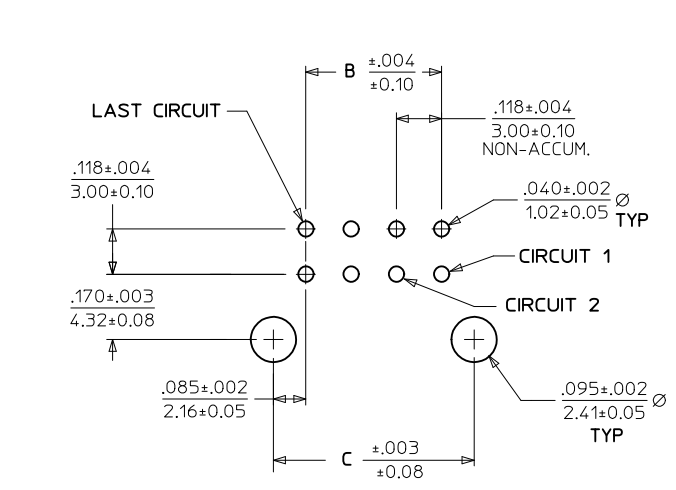 B ±.004
±0.10
LAST CIRCUIT
.118±.004
3.00±0.10
NON-ACCUM.
.118±.004
3.00±0.10
.040±.002 Ø
1.02±0.05 TYP
CIRCUIT 1
.170±.003
4.32±0.08
CIRCUIT 2
.085±.002
2.16±0.05
.095±.002 Ø
2.41±0.05
TYP
C ±.003
±0.08